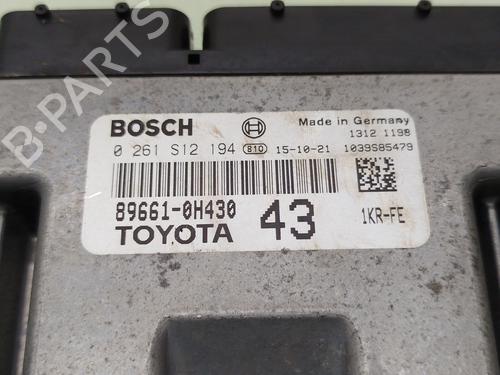 BOSCH
Made in Germany
1312 1198
0 261 S12 194 810 15-10-21 1039S85479
89661-0H430 43 1KR-FE
TOYOTA
B-PARTS